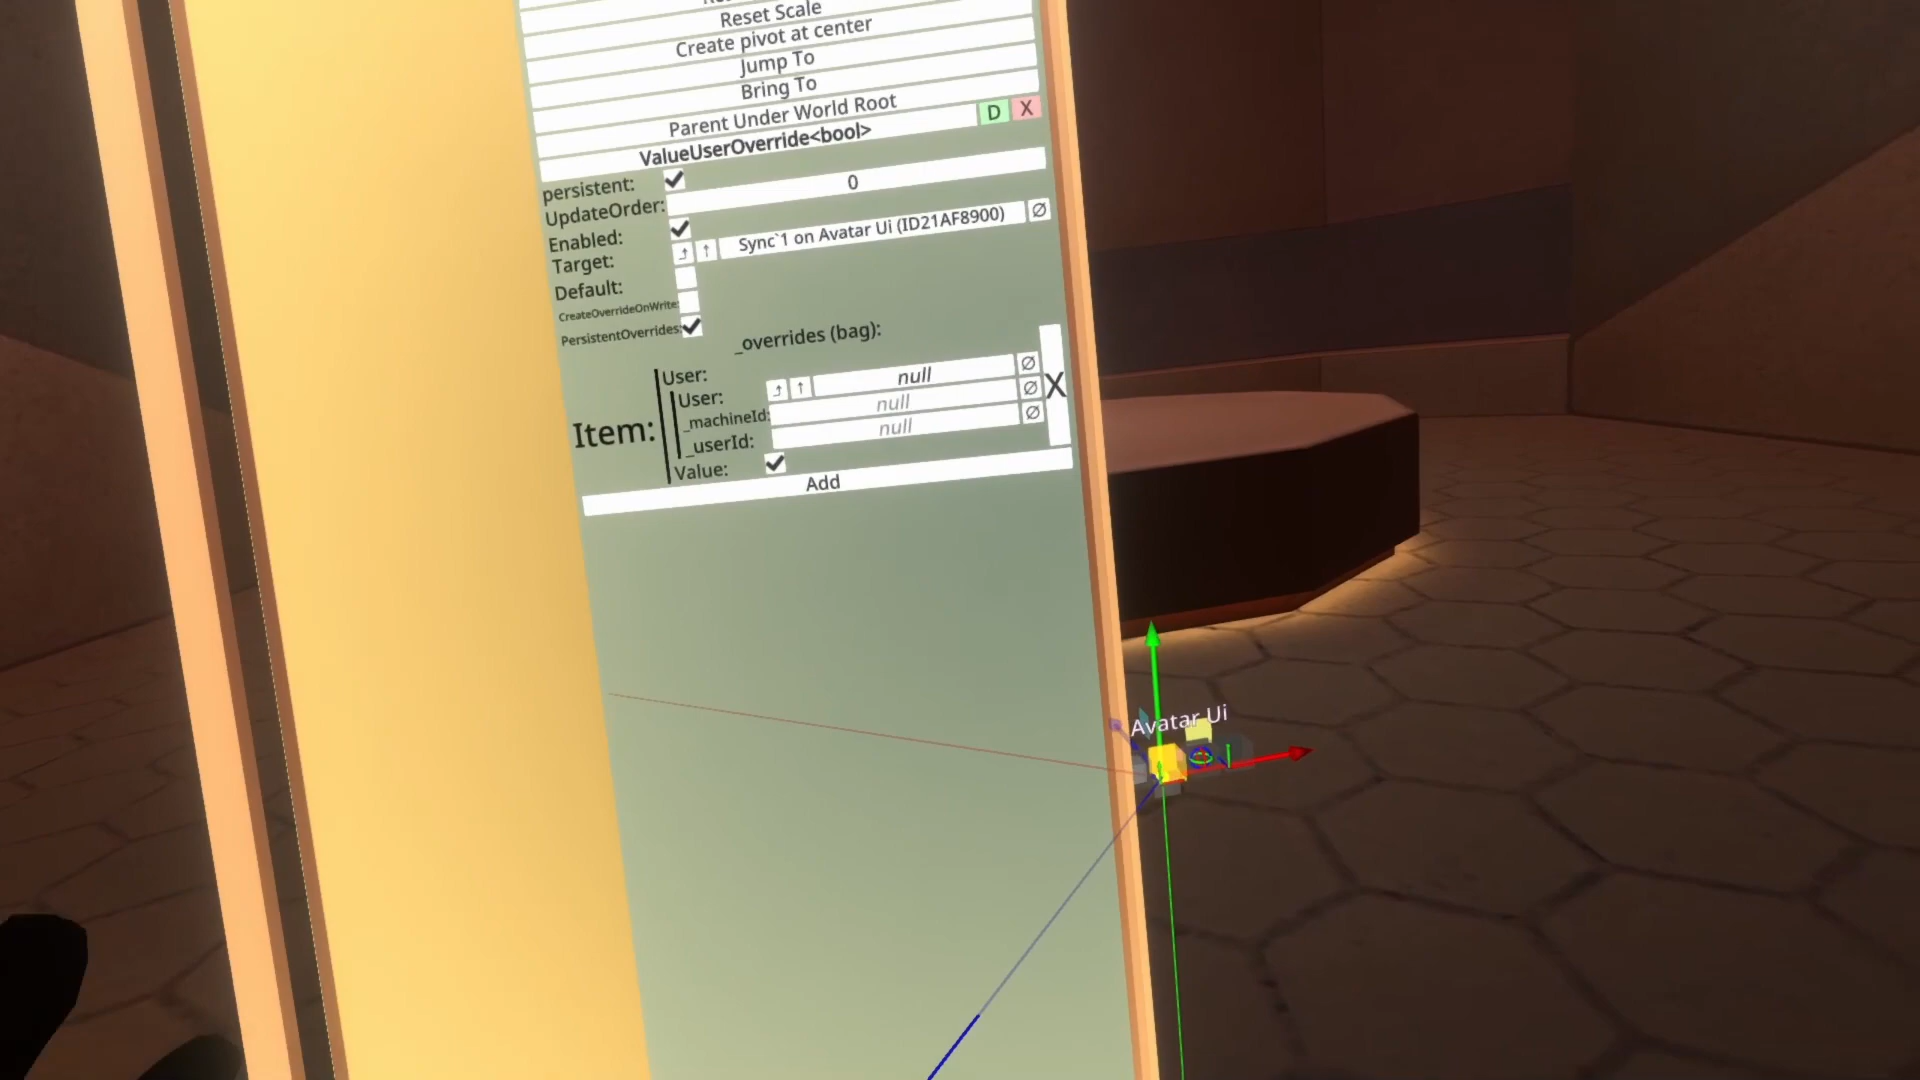 Reset Scale
Create pivot at center
Jump To
Bring To
Parent Under World Root
ValueUserOverride<bool>
D X
persistent:
UpdateOrder: 0
Enabled:
Target: ⤴ ↑ Sync`1 on Avatar Ui (ID21AF8900) ∅
Default:
CreateOverrideOnWrite:
PersistentOverrides:
_overrides (bag):
Item:
User:
User: ⤴ ↑ null ∅
_machineId: null ∅
_userId: null ∅
Value:
X
Add
Avatar Ui